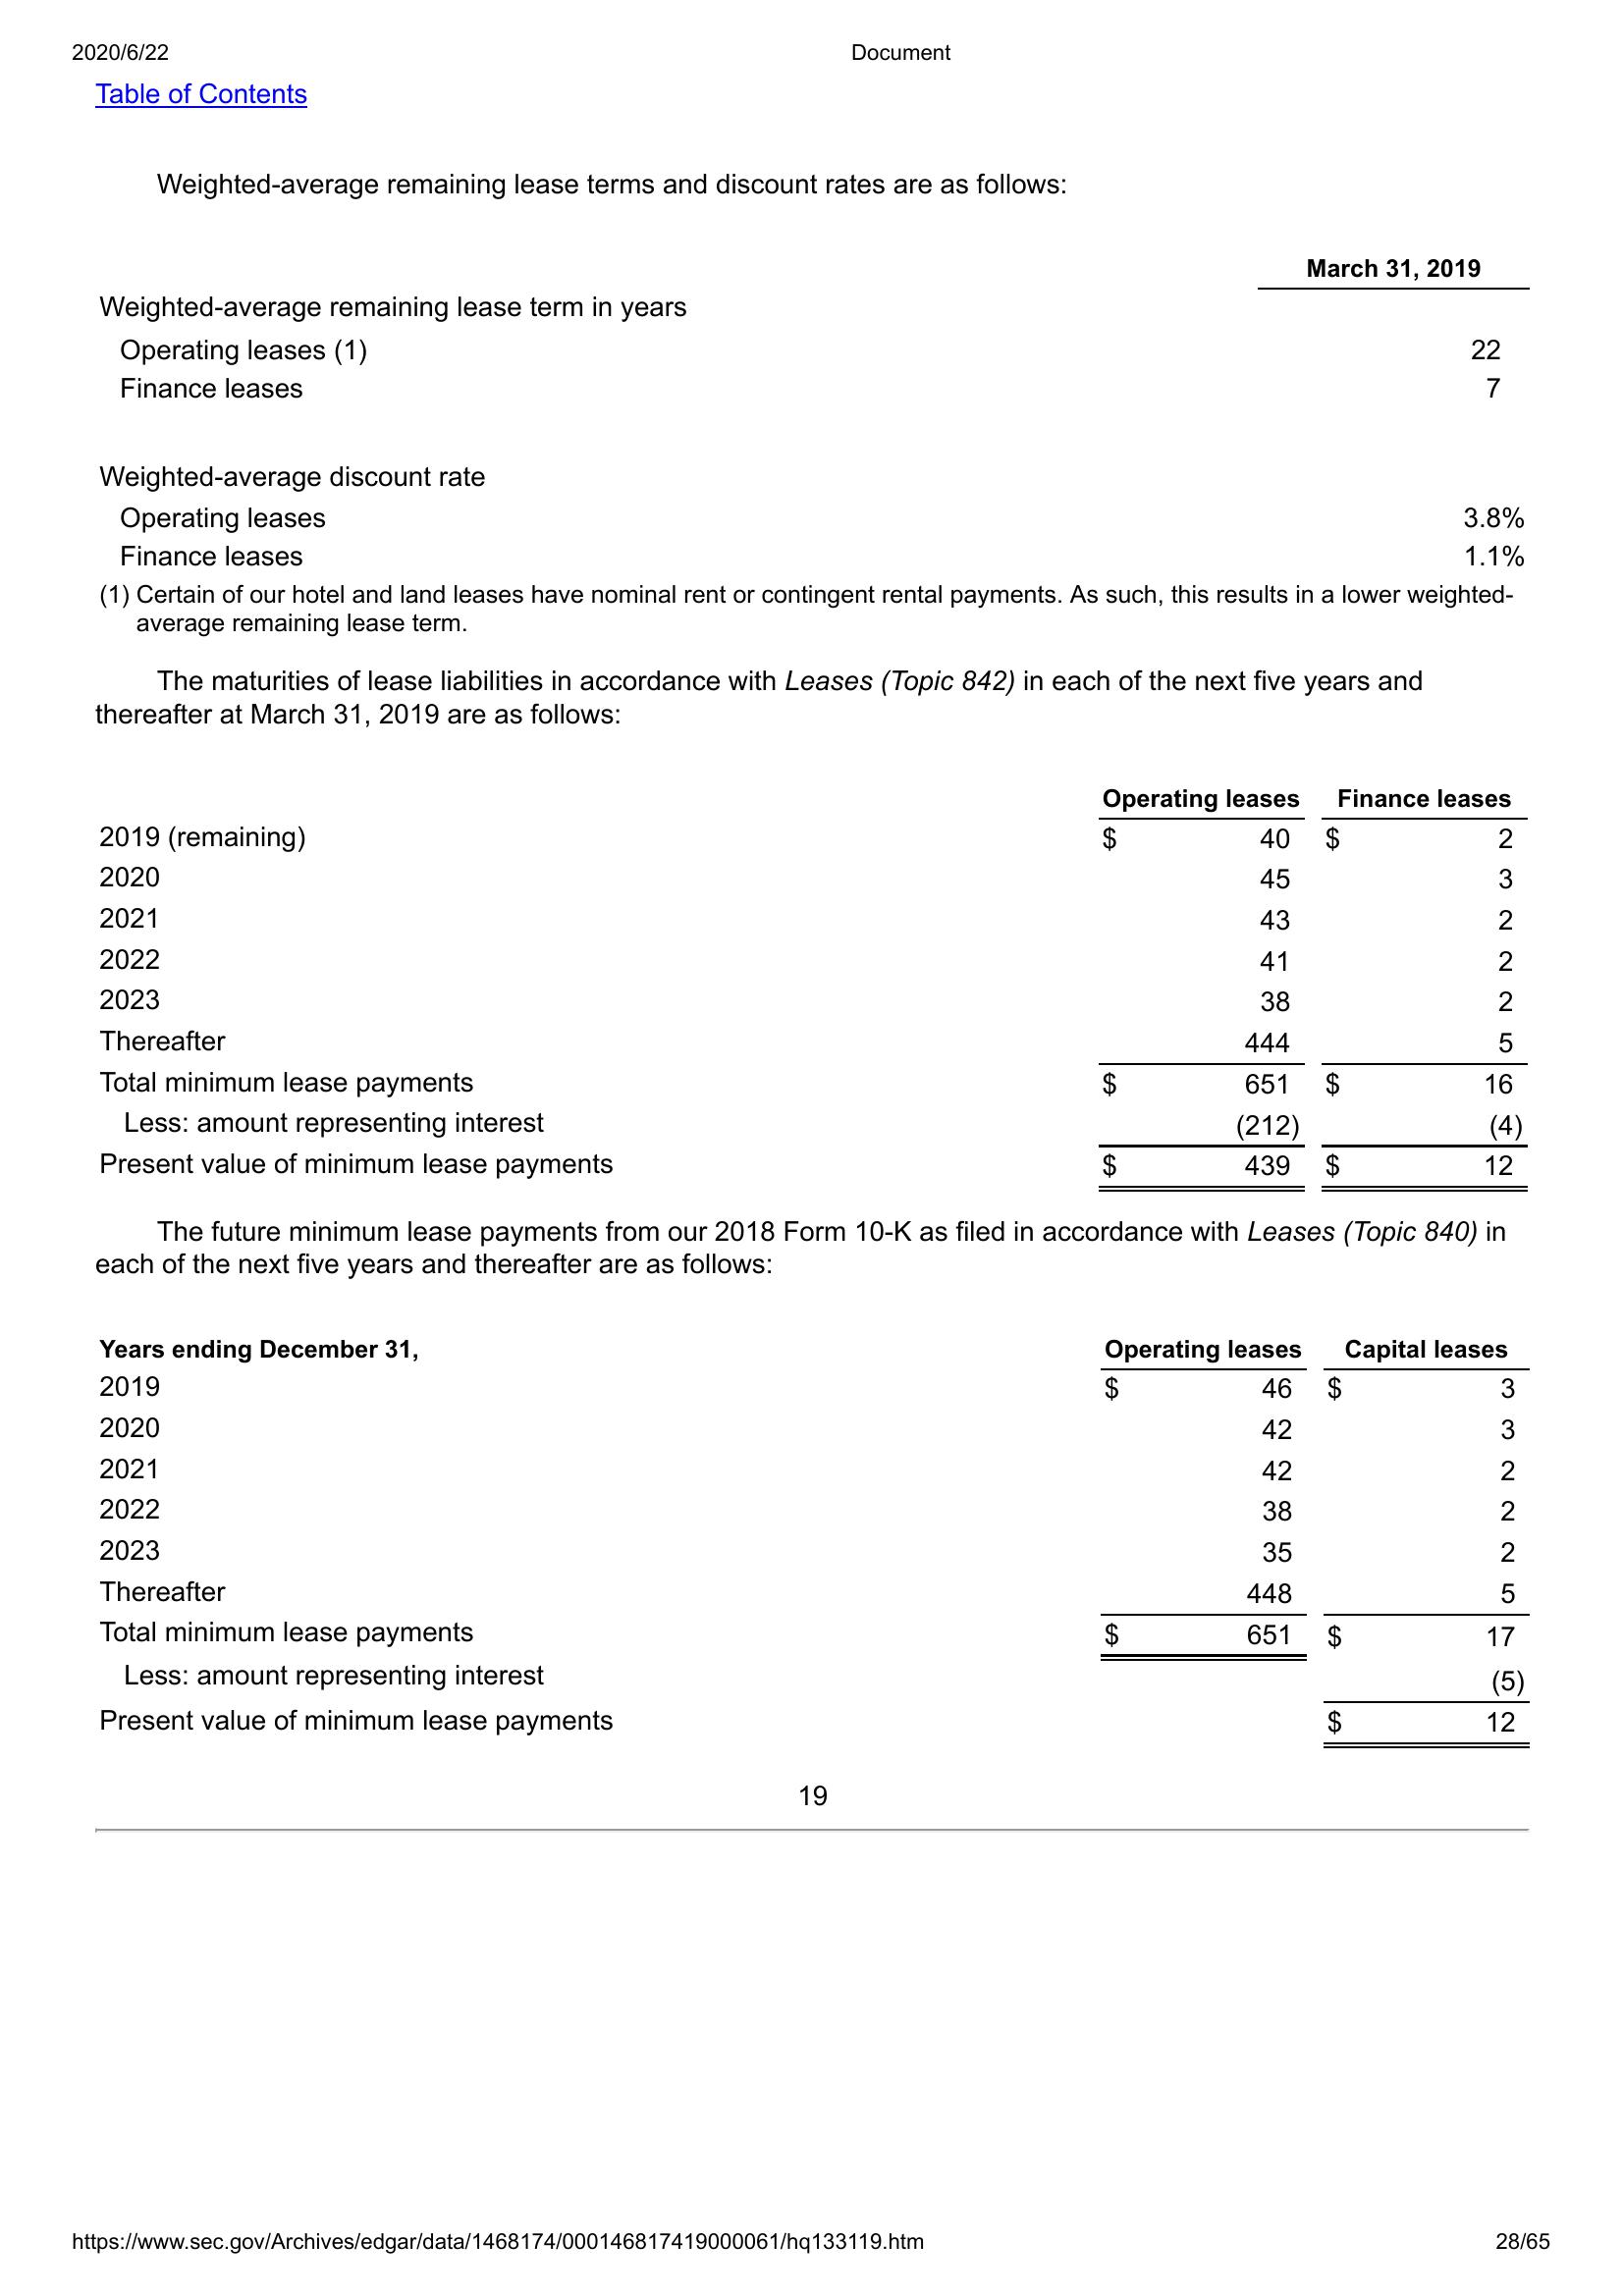 2020/6/22 Document
Table of Contents
Weighted-average remaining lease terms and discount rates are as follows:
March 31, 2019
Weighted-average remaining lease term in years
Operating leases (1) 22
Finance leases 7
Weighted-average discount rate
Operating leases 3.8%
Finance leases 1.1%
(1) Certain of our hotel and land leases have nominal rent or contingent rental payments. As such, this results in a lower weighted-
average remaining lease term.
The maturities of lease liabilities in accordance with Leases (Topic 842) in each of the next five years and
thereafter at March 31, 2019 are as follows:
Operating leases Finance leases
2019 (remaining) $ 40 $ 2
2020 45 3
2021 43 2
2022 41 2
2023 38 2
Thereafter 444 5
Total minimum lease payments $ 651 $ 16
Less: amount representing interest (212) (4)
Present value of minimum lease payments $ 439 $ 12
The future minimum lease payments from our 2018 Form 10-K as filed in accordance with Leases (Topic 840) in
each of the next five years and thereafter are as follows:
Years ending December 31, Operating leases Capital leases
2019 $ 46 $ 3
2020 42 3
2021 42 2
2022 38 2
2023 35 2
Thereafter 448 5
Total minimum lease payments $ 651 $ 17
Less: amount representing interest (5)
Present value of minimum lease payments $ 12
19
https://www.sec.gov/Archives/edgar/data/1468174/000146817419000061/hq133119.htm 28/65